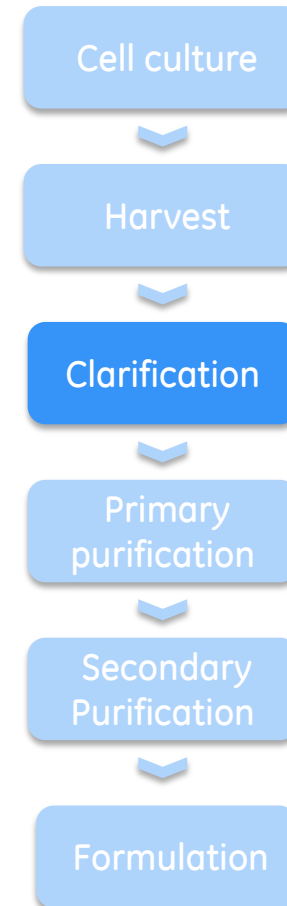 Cell culture
Harvest
Clarification
Primary
purification
Secondary
Purification
Formulation